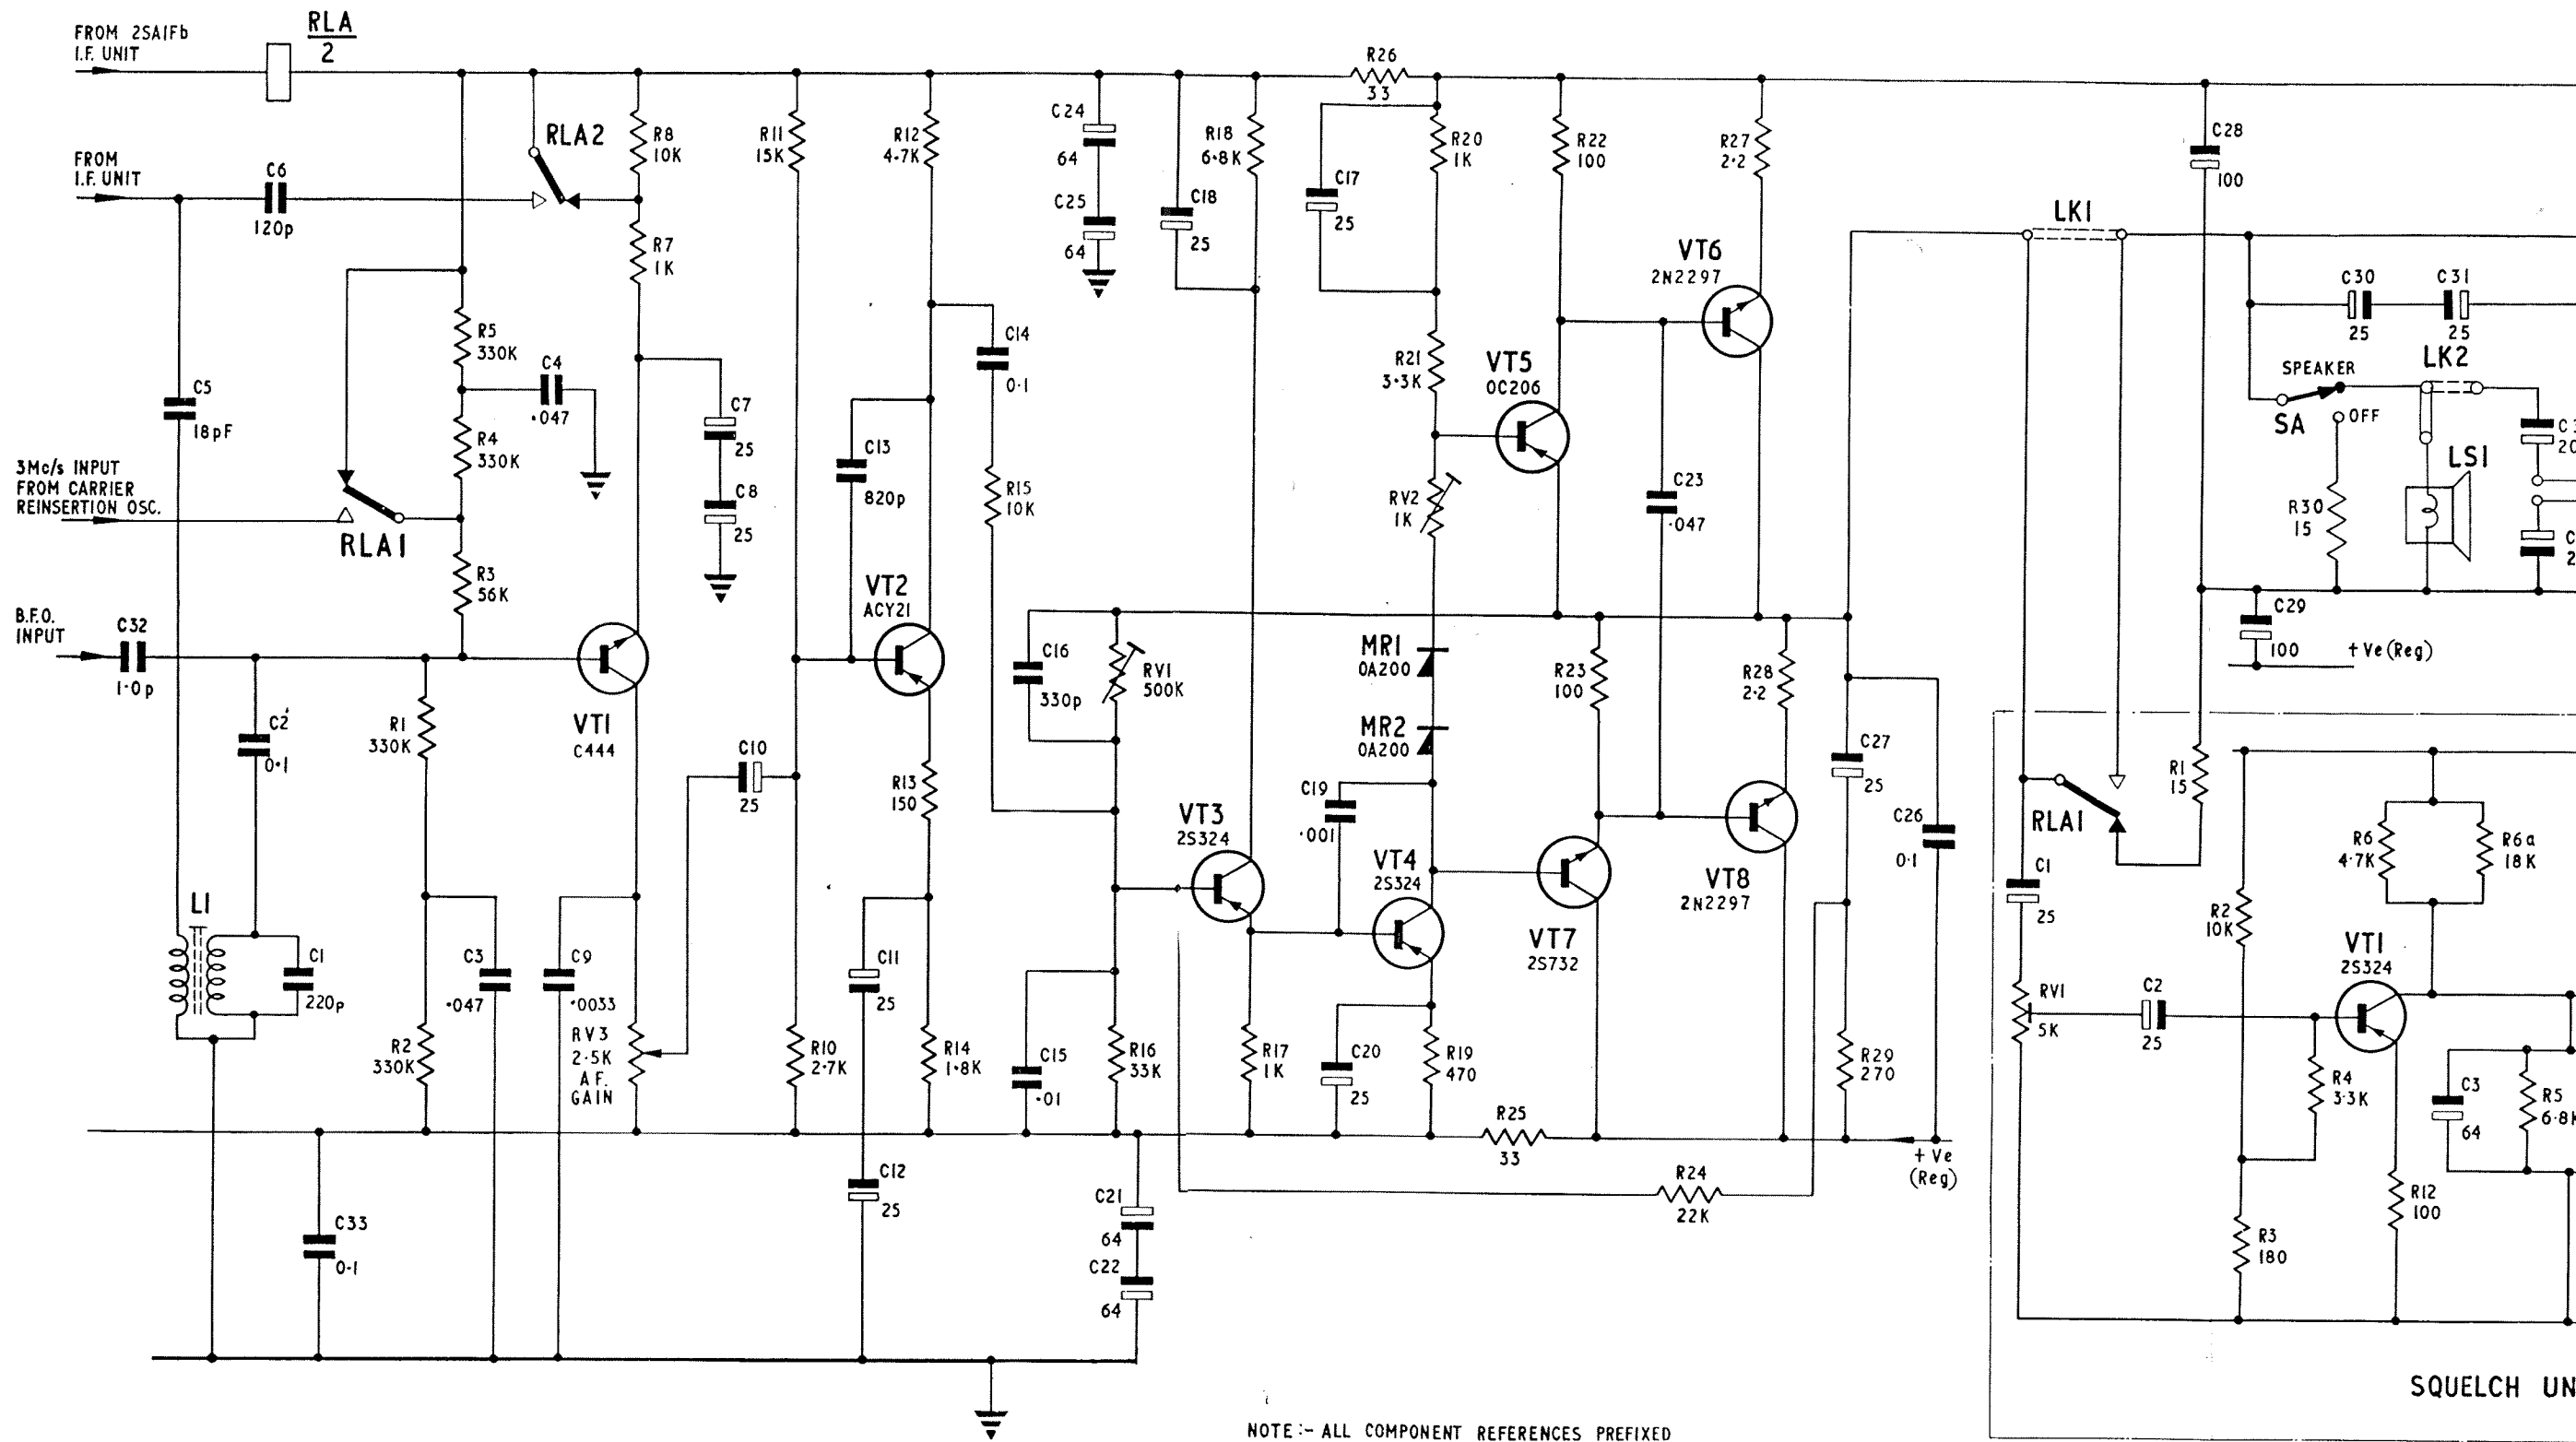 FROM 2SA1Fb
I.F. UNIT
RLA
2
FROM
I.F. UNIT
C6
120p
RLA2
R8
10K
R7
1K
R11
15K
R12
4·7K
C24
64
C25
64
R18
6·8K
C18
25
R26
33
C17
25
R20
1K
R22
100
R27
2·2
C28
100
LK1
VT6
2N2297
C30
25
C31
25
SPEAKER
LK2
SA
OFF
LS1
R30
15
R5
330K
C4
·047
C5
18pF
R4
330K
C7
25
C8
25
C13
820p
C14
0·1
R15
10K
R21
3·3K
VT5
OC206
RV2
1K
C23
·047
3Mc/s INPUT
FROM CARRIER
REINSERTION OSC.
RLA1
R3
56K
B.F.O.
INPUT
C32
1·0p
VT2
ACY21
C16
330p
RV1
500K
MR1
OA200
MR2
OA200
R23
100
R28
2·2
C29
100
+Ve(Reg)
C2
0·1
R1
330K
VT1
C444
C10
25
R13
150
C19
·001
VT3
2S324
VT4
2S324
C27
25
C26
0·1
VT8
2N2297
VT7
2S732
RLA1
R1
15
C1
25
R6
4·7K
R6a
18K
R2
10K
VT1
2S324
L1
C1
220p
C3
·047
C9
·0033
RV3
2·5K
A F.
GAIN
R2
330K
R10
2·7K
C11
25
R14
1·8K
C15
·01
R16
33K
R17
1K
C20
25
R19
470
R29
270
RV1
5K
C2
25
R4
3·3K
C3
64
R5
6·8K
R25
33
+Ve
(Reg)
R24
22K
C12
25
C21
64
C22
64
C33
0·1
R12
100
R3
180
SQUELCH UN
NOTE:- ALL COMPONENT REFERENCES PREFIXED